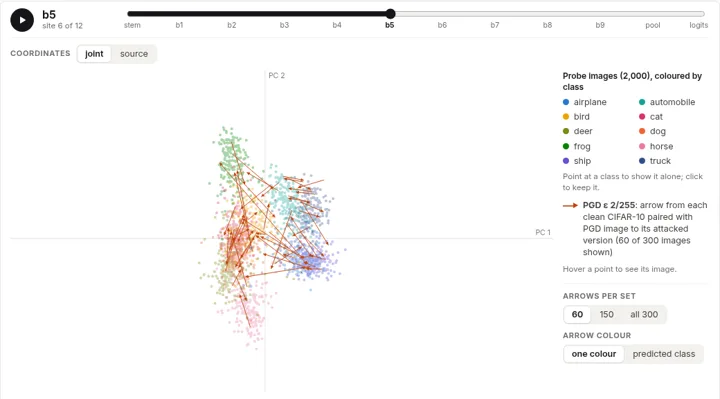 b5
site 6 of 12
stem b1 b2 b3 b4 b5 b6 b7 b8 b9 pool logits
COORDINATES joint source
PC 2
PC 1
Probe images (2,000), coloured by
class
airplane automobile
bird cat
deer dog
frog horse
ship truck
Point at a class to show it alone; click
to keep it.
PGD ε 2/255: arrow from each
clean CIFAR-10 paired with
PGD image to its attacked
version (60 of 300 images
shown)
Hover a point to see its image.
ARROWS PER SET
60 150 all 300
ARROW COLOUR
one colour predicted class